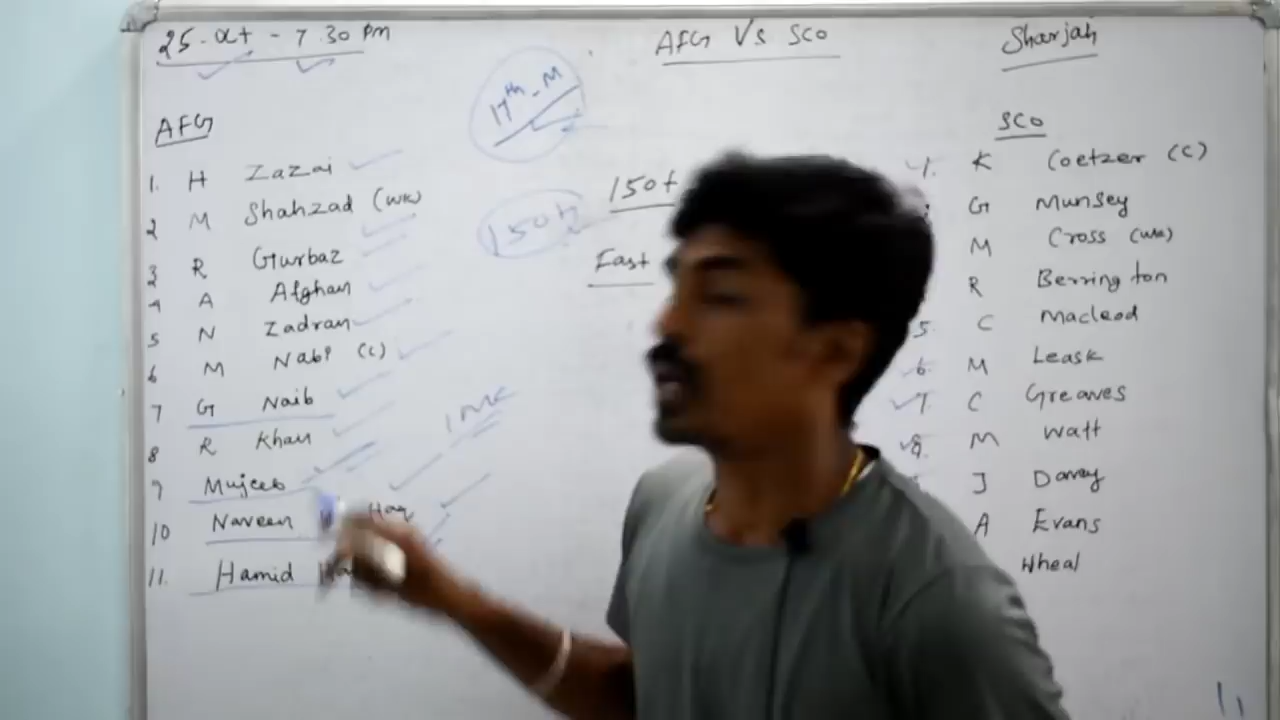 25-Oct - 7.30 Pm
AFG Vs SCO
Sharjah
17th - M
AFG
1. H Zazai
2 M Shahzad (WK)
3 R Gurbaz
4 A Afghan
5 N Zadran
6 M Nabi (C)
7 G Naib
8 R Khan
9 Mujeeb
10 Naveen Haq
11. Hamid
150+
Fast
SCO
1. K Coetzer (C)
G Munsey
M Cross (WK)
R Berrington
5. C Macleod
6. M Leask
7. C Greaves
8. M Watt
J Davey
A Evans
Wheal